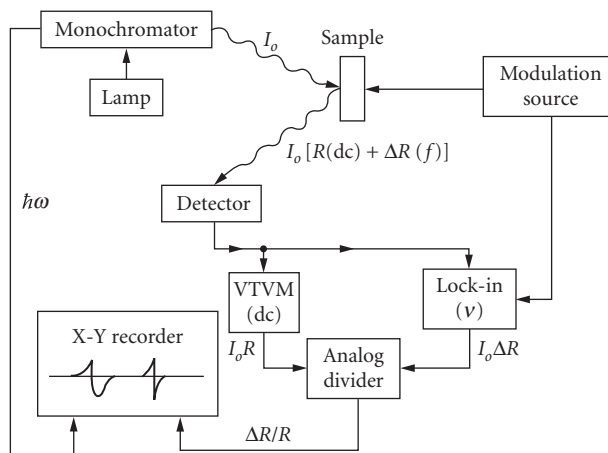 Monochromator
Lamp
I_o
Sample
Modulation
source
I_o [R(dc) + ΔR (f)]
Detector
ħω
VTVM
(dc)
Lock-in
(ν)
X-Y recorder
I_oR
Analog
divider
I_oΔR
ΔR/R